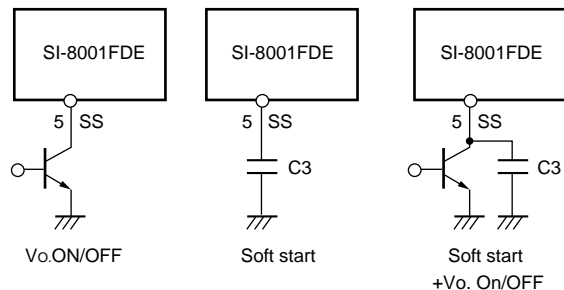 SI-8001FDE
5 SS
Vo.ON/OFF
SI-8001FDE
5 SS
C3
Soft start
SI-8001FDE
5 SS
C3
Soft start
+Vo. On/OFF